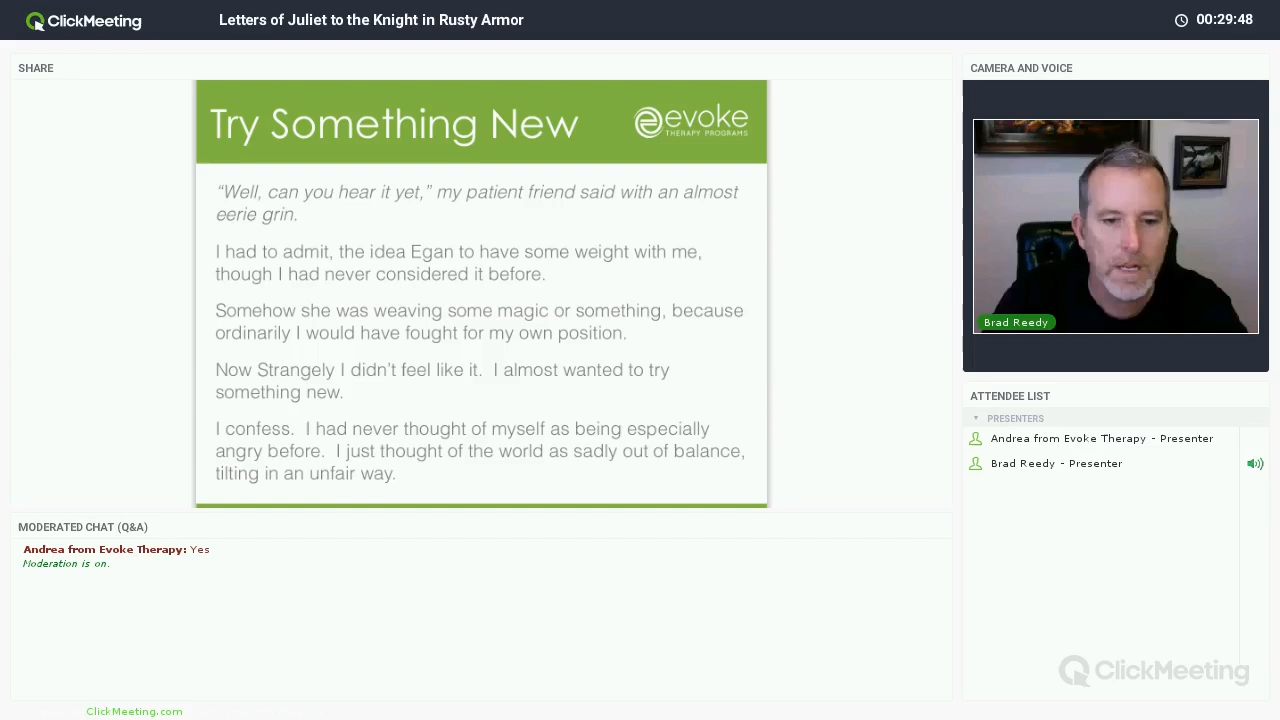 ClickMeeting
Letters of Juliet to the Knight in Rusty Armor
00:29:48
SHARE
Try Something New
evoke
THERAPY PROGRAMS
“Well, can you hear it yet,” my patient friend said with an almost
eerie grin.
I had to admit, the idea Egan to have some weight with me,
though I had never considered it before.
Somehow she was weaving some magic or something, because
ordinarily I would have fought for my own position.
Now Strangely I didn’t feel like it.  I almost wanted to try
something new.
I confess.  I had never thought of myself as being especially
angry before.  I just thought of the world as sadly out of balance,
tilting in an unfair way.
CAMERA AND VOICE
Brad Reedy
ATTENDEE LIST
PRESENTERS
Andrea from Evoke Therapy - Presenter
Brad Reedy - Presenter
MODERATED CHAT (Q&A)
Andrea from Evoke Therapy: Yes
Moderation is on.
ClickMeeting
ClickMeeting.com